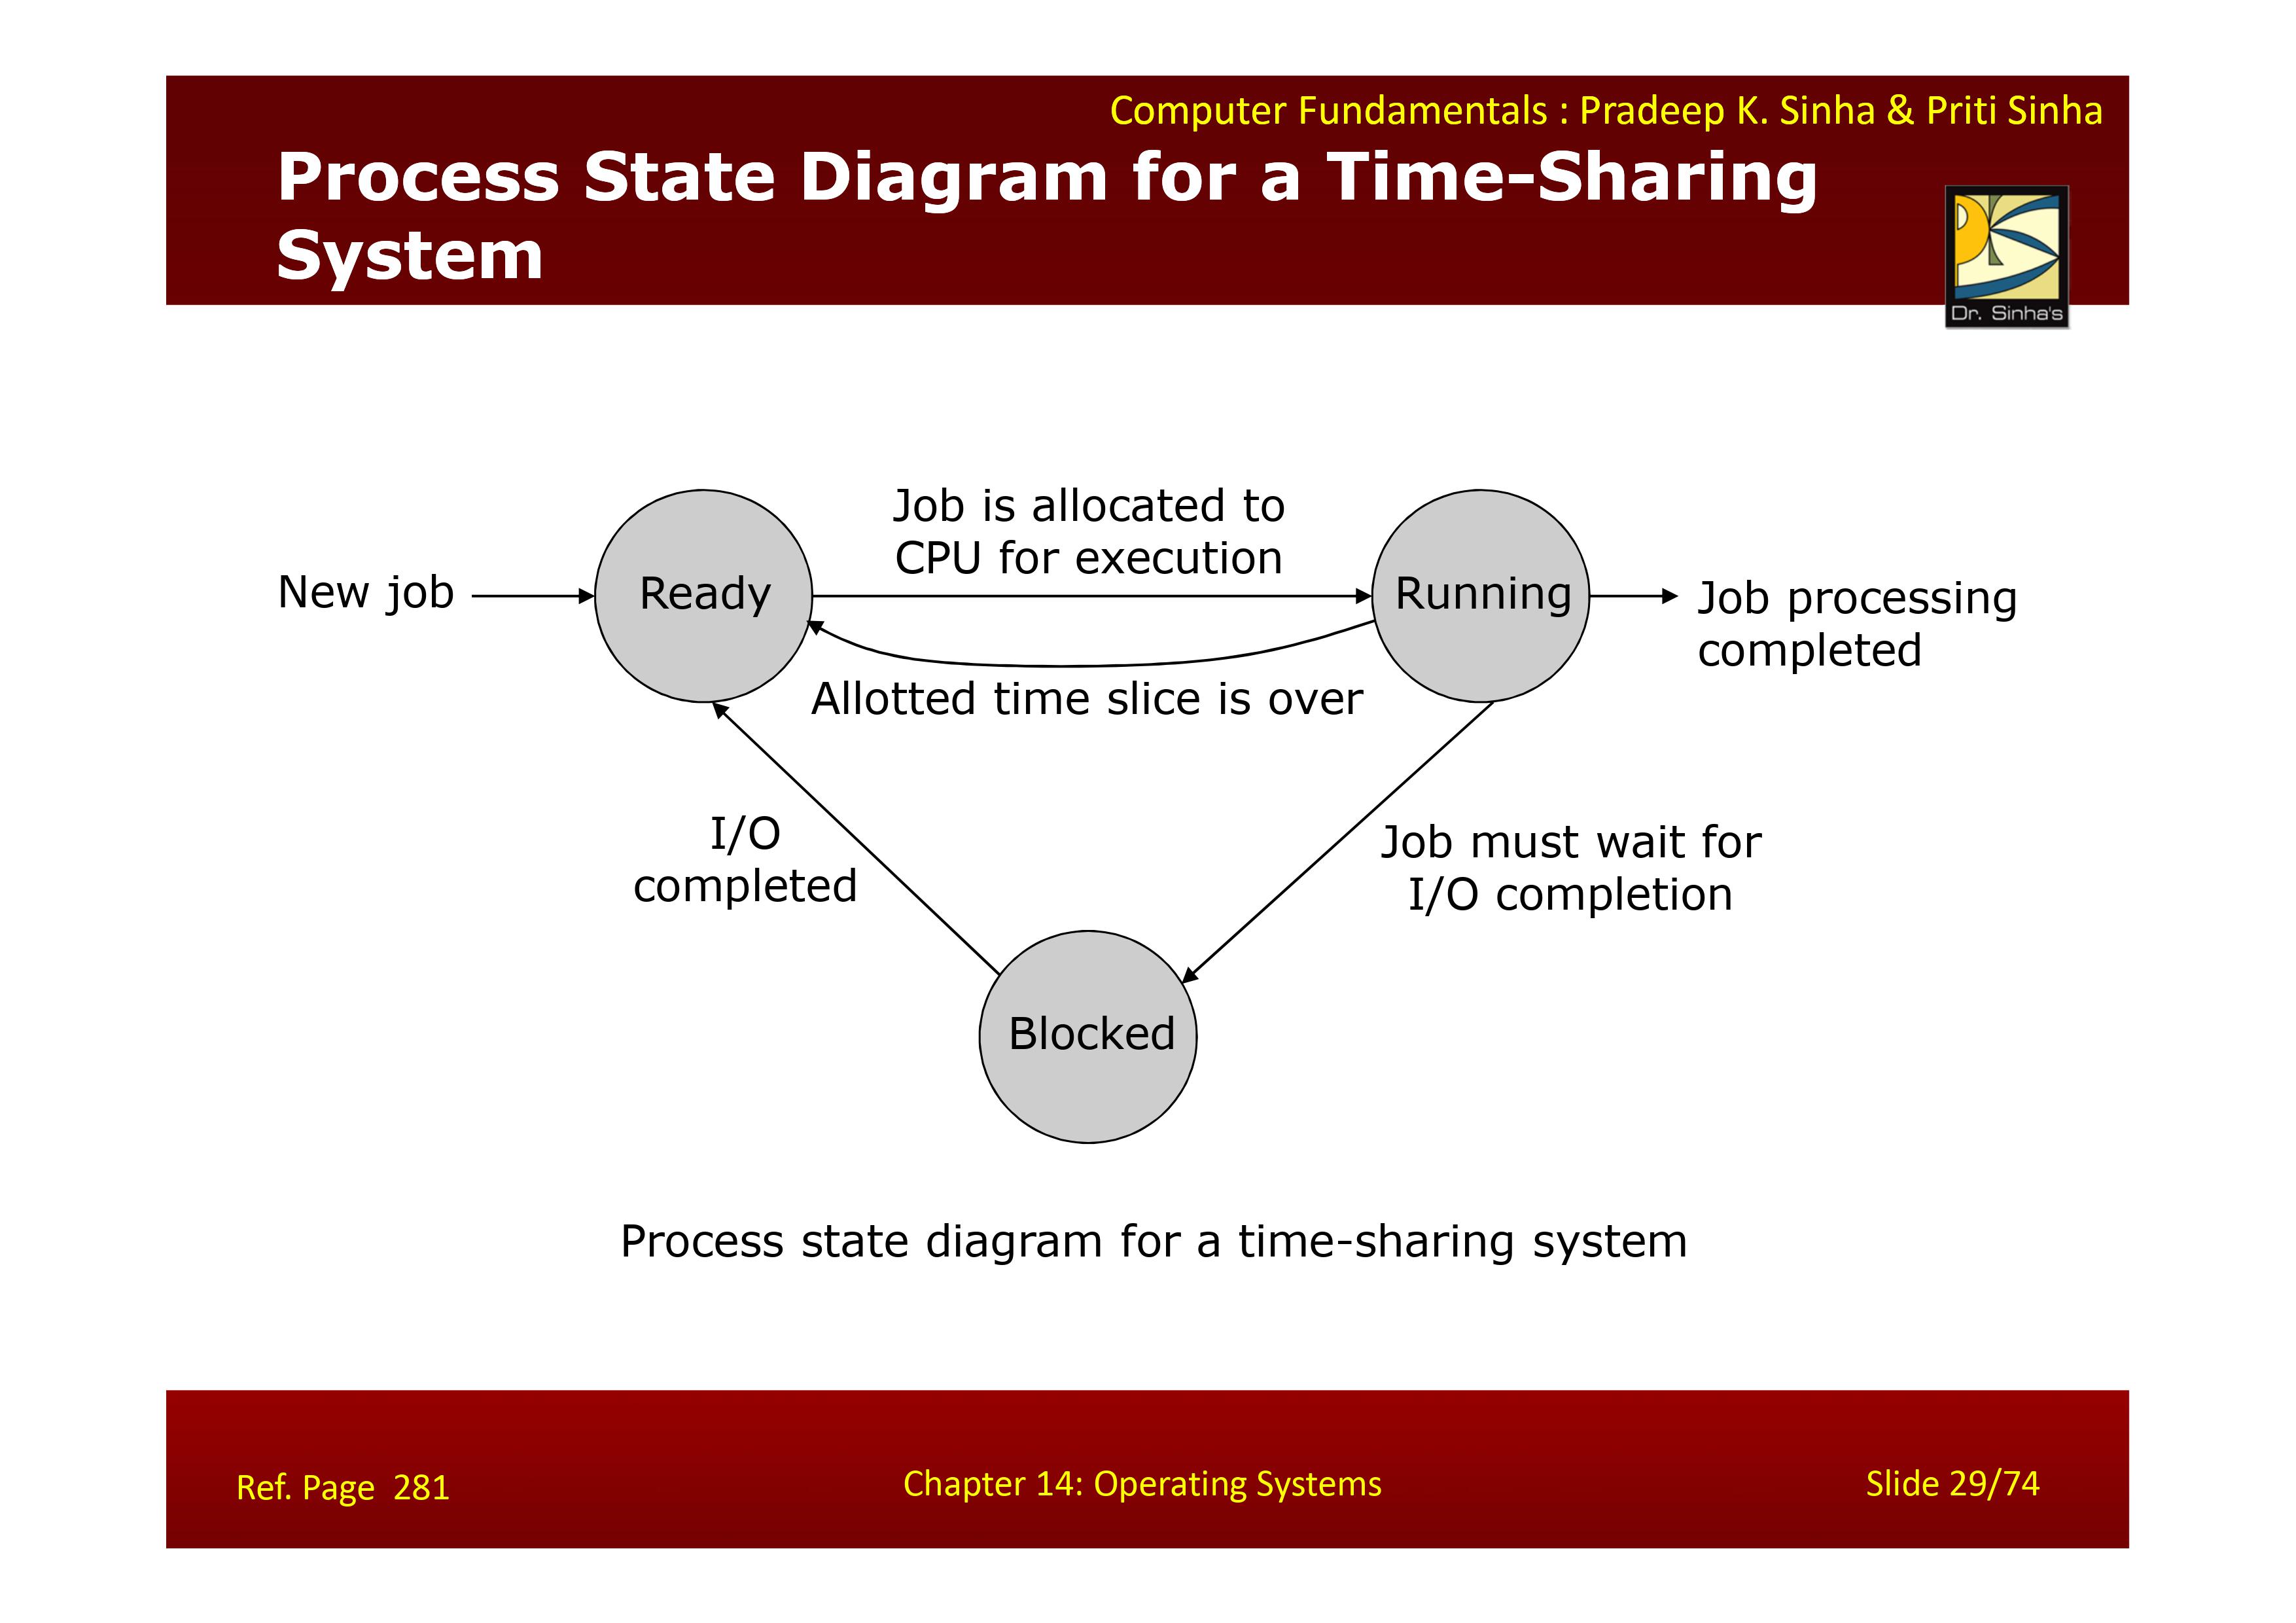 Computer Fundamentals : Pradeep K. Sinha & Priti Sinha
Process State Diagram for a Time-Sharing
System
Dr. Sinha's
Job is allocated to
CPU for execution
New job
Ready
Running
Job processing
completed
Allotted time slice is over
I/O
completed
Job must wait for
I/O completion
Blocked
Process state diagram for a time-sharing system
Ref. Page 281
Chapter 14: Operating Systems
Slide 29/74